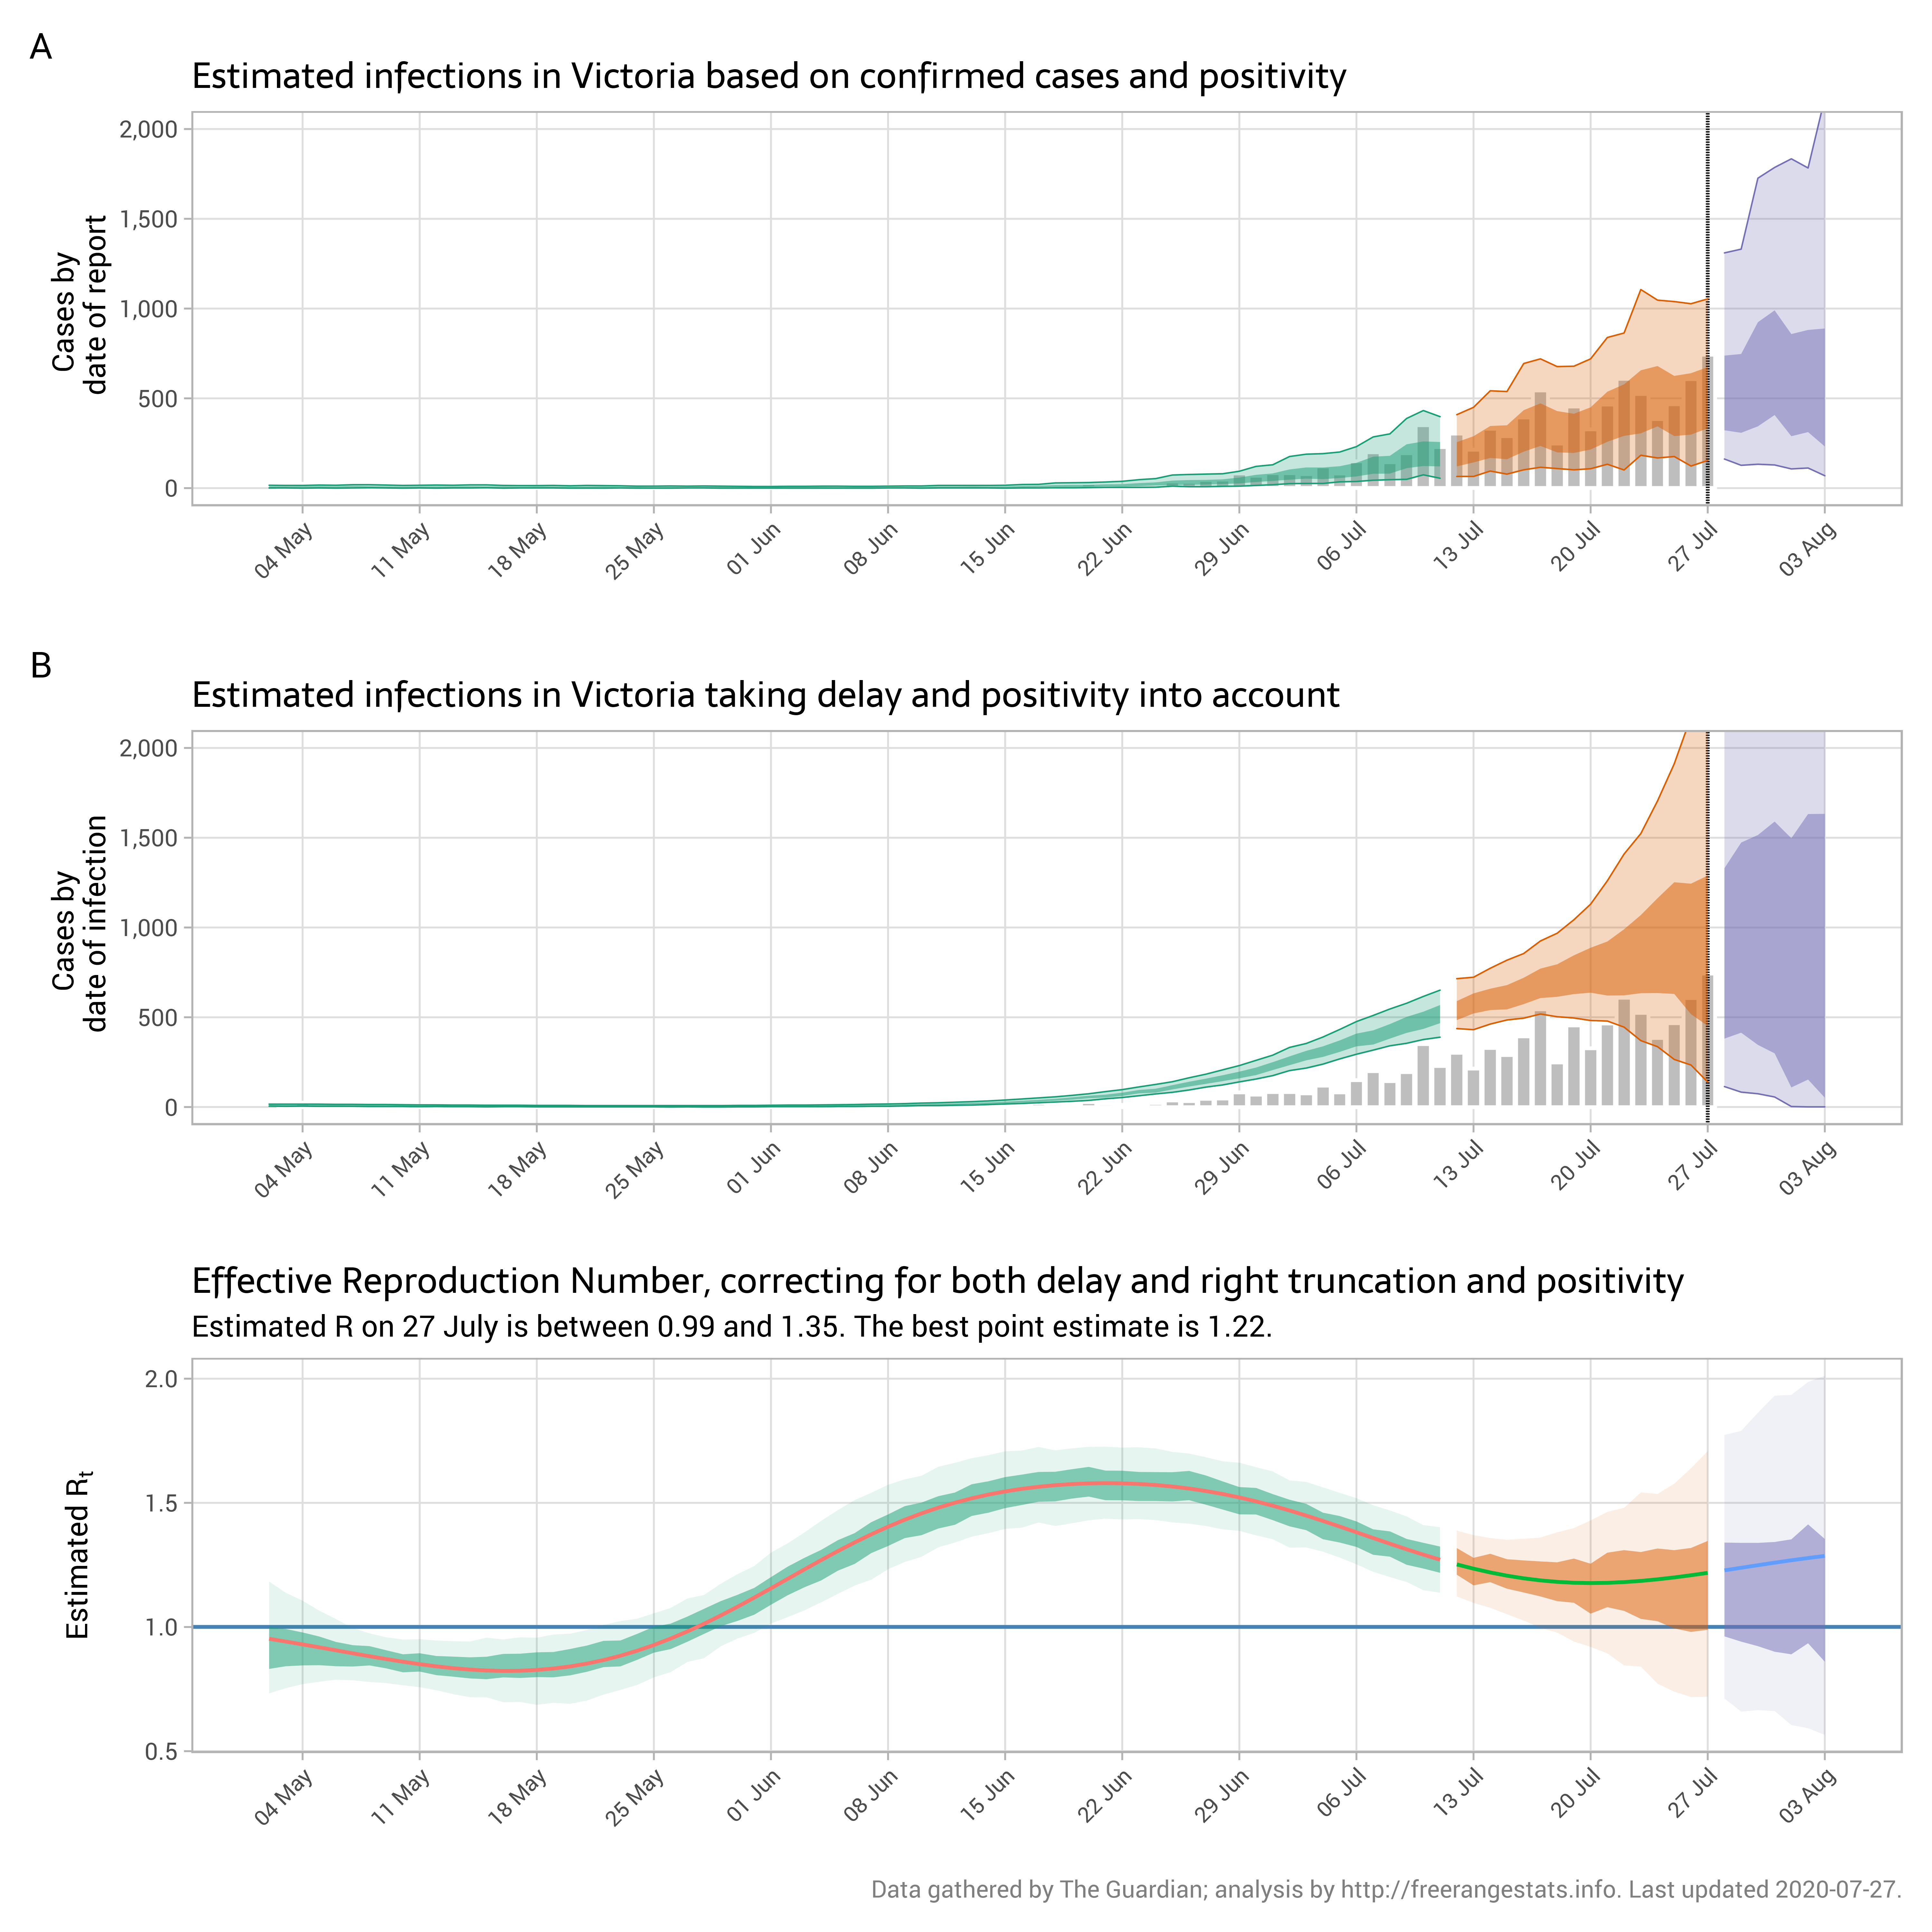 A
Estimated infections in Victoria based on confirmed cases and positivity
Cases by
date of report
2,000
1,500
1,000
500
0
04 May
11 May
18 May
25 May
01 Jun
08 Jun
15 Jun
22 Jun
29 Jun
06 Jul
13 Jul
20 Jul
27 Jul
03 Aug
B
Estimated infections in Victoria taking delay and positivity into account
Cases by
date of infection
2,000
1,500
1,000
500
0
04 May
11 May
18 May
25 May
01 Jun
08 Jun
15 Jun
22 Jun
29 Jun
06 Jul
13 Jul
20 Jul
27 Jul
03 Aug
Effective Reproduction Number, correcting for both delay and right truncation and positivity
Estimated R on 27 July is between 0.99 and 1.35. The best point estimate is 1.22.
Estimated Rt
2.0
1.5
1.0
0.5
04 May
11 May
18 May
25 May
01 Jun
08 Jun
15 Jun
22 Jun
29 Jun
06 Jul
13 Jul
20 Jul
27 Jul
03 Aug
Data gathered by The Guardian; analysis by http://freerangestats.info. Last updated 2020-07-27.